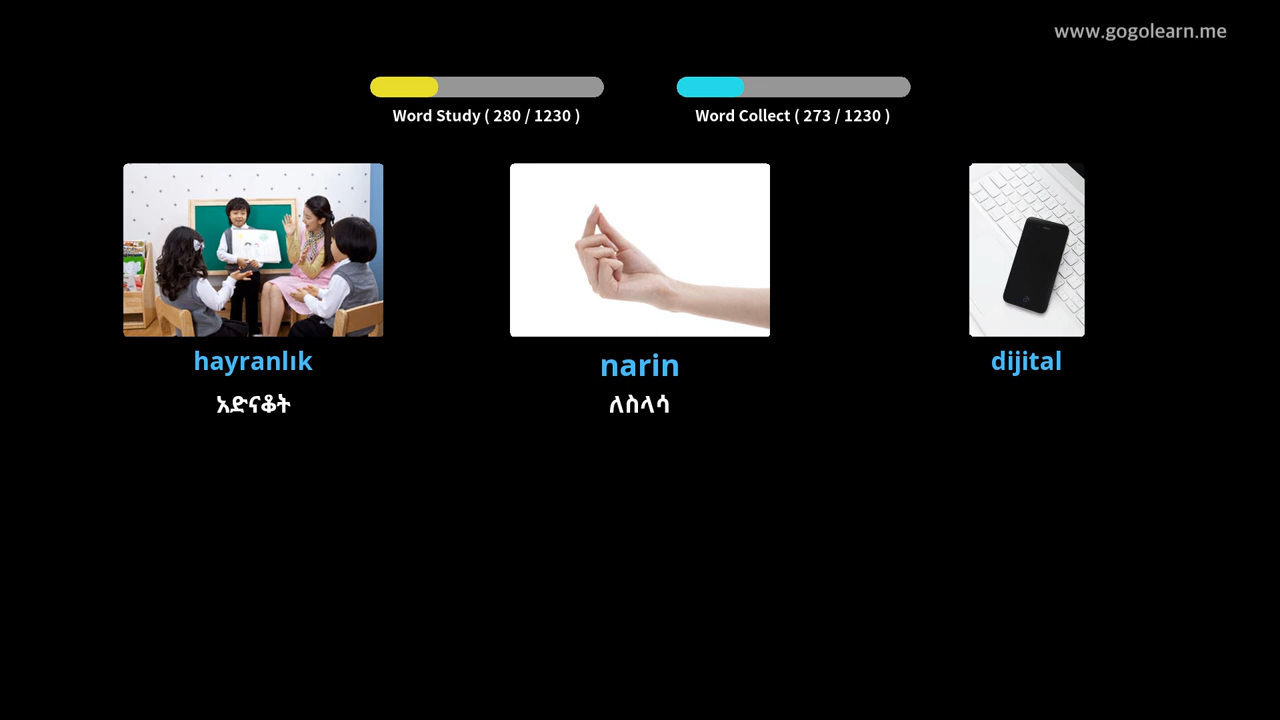 www.gogolearn.me
Word Study ( 280 / 1230 )
Word Collect ( 273 / 1230 )
hayranlık
narin
dijital
አድናቆት
ለስላሳ